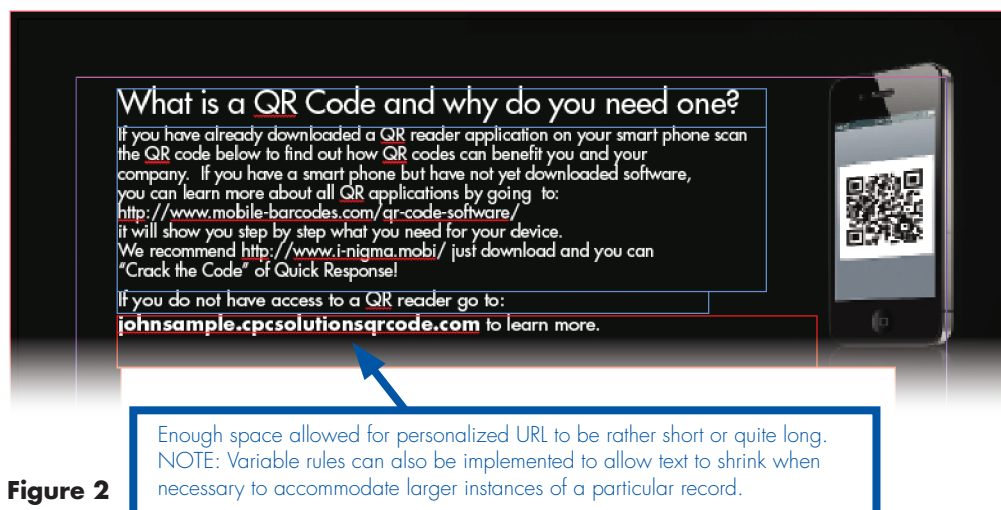 What is a QR Code and why do you need one?
If you have already downloaded a QR reader application on your smart phone scan
the QR code below to find out how QR codes can benefit you and your
company.  If you have a smart phone but have not yet downloaded software,
you can learn more about all QR applications by going  to:
http://www.mobile-barcodes.com/qr-code-software/
it will show you step by step what you need for your device.
We recommend http://www.i-nigma.mobi/ just download and you can
“Crack the Code” of Quick Response!
If you do not have access to a QR reader go to:
johnsample.cpcsolutionsqrcode.com to learn more.
Enough space allowed for personalized URL to be rather short or quite long.
NOTE: Variable rules can also be implemented to allow text to shrink when
necessary to accommodate larger instances of a particular record.
Figure 2